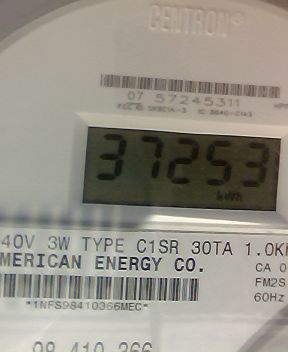 CENTRON®
07 57245311
37253
kWh
40V 3W TYPE C1SR 30TA 1.0K
MERICAN ENERGY CO.
CA 0
FM2S
60Hz
*1NFS98410366MEC*
98 410 366